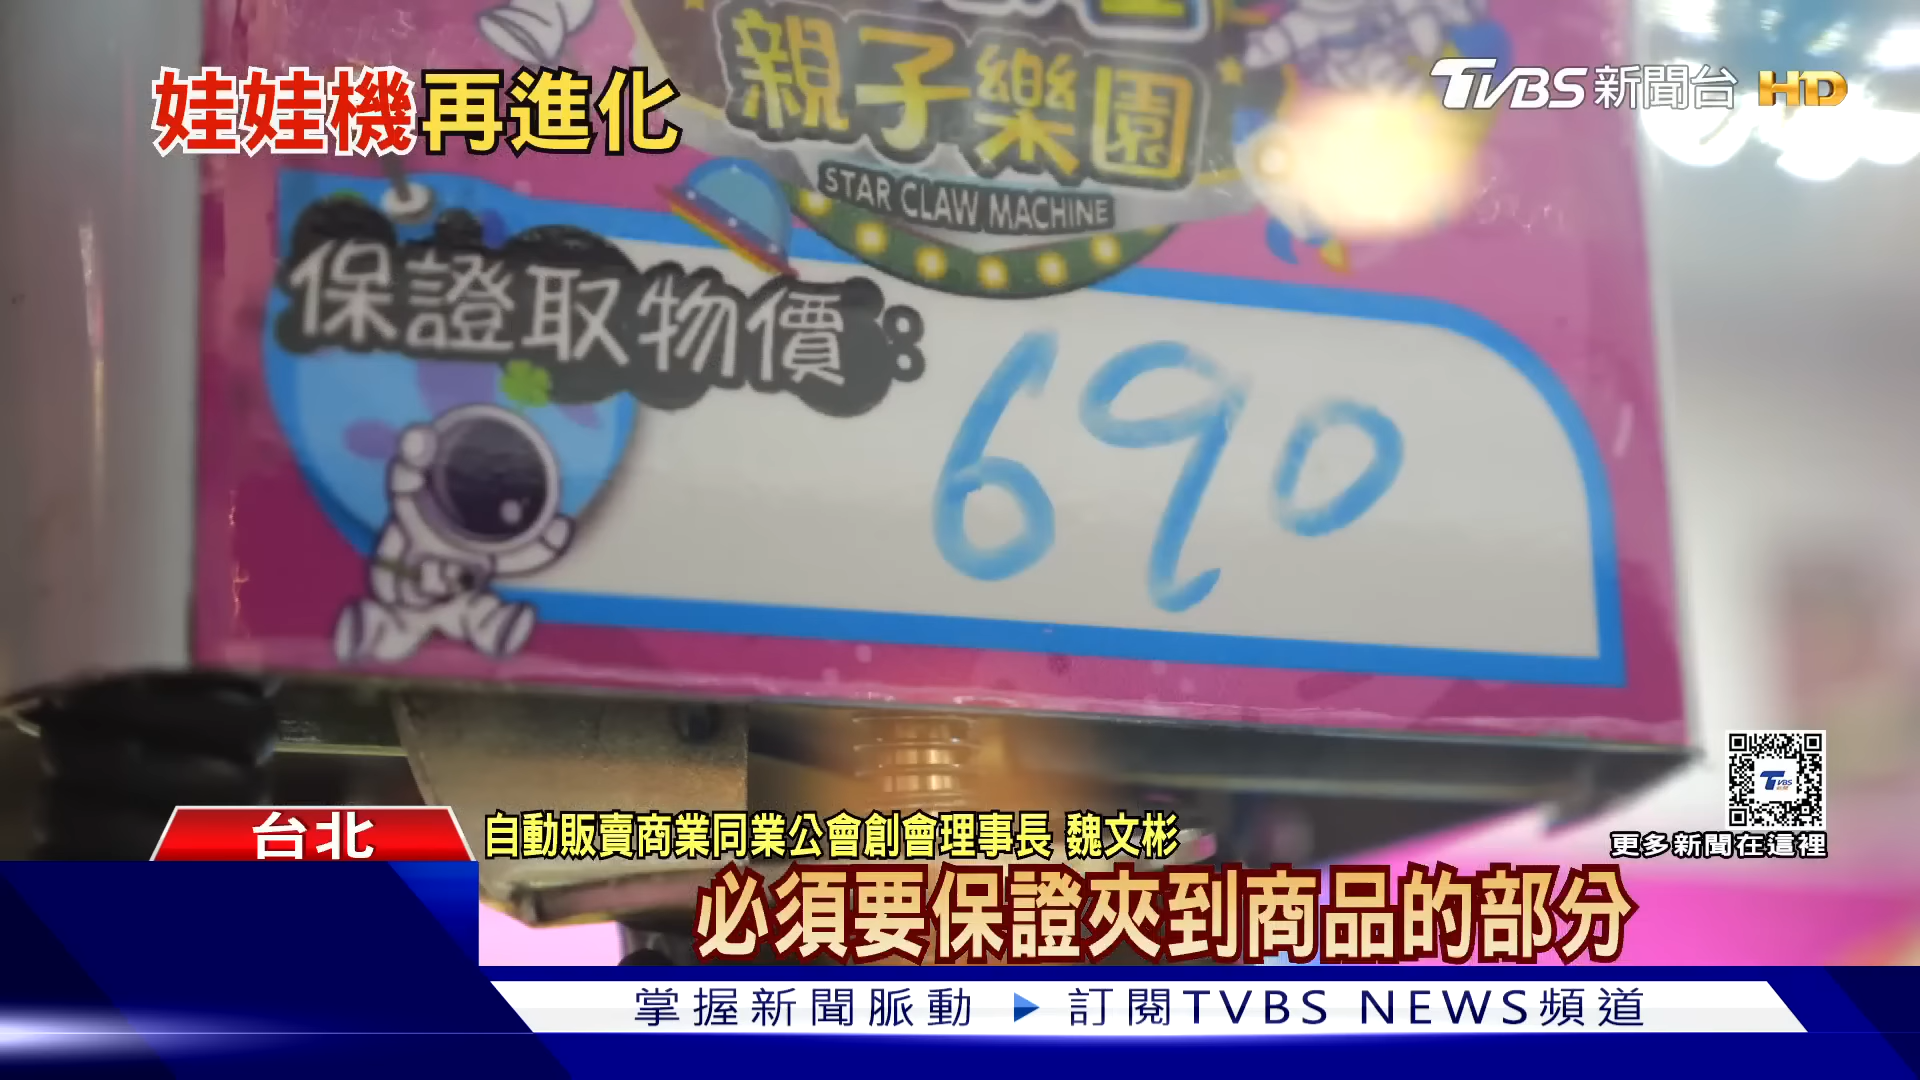 娃娃機再進化
TVBS新聞台 HD
親子樂園
STAR CLAW MACHINE
保證取物價：690
TVBS
更多新聞在這裡
台北
自動販賣商業同業公會創會理事長 魏文彬
必須要保證夾到商品的部分
掌握新聞脈動 ▶ 訂閱TVBS NEWS頻道